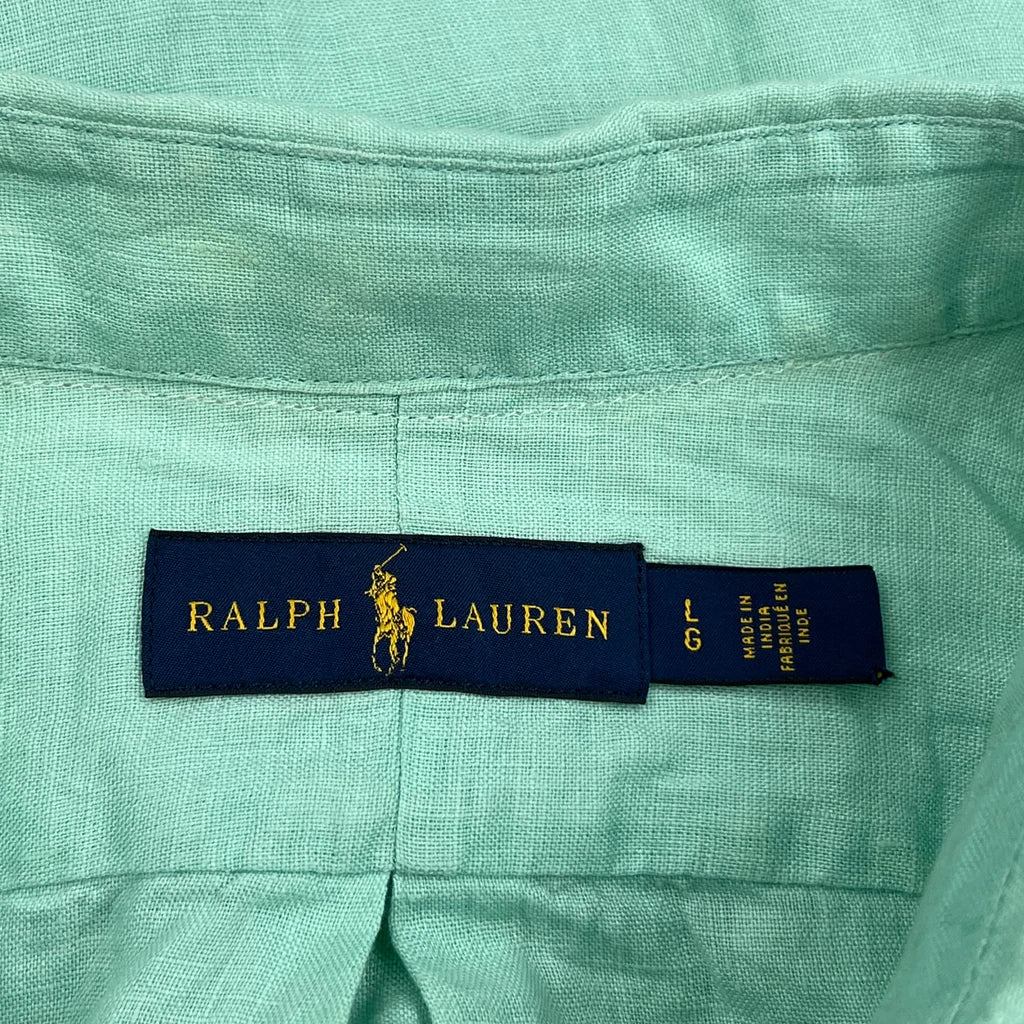 RALPH LAUREN
L
G
MADE IN
INDIA
FABRIQUÉ EN
INDE